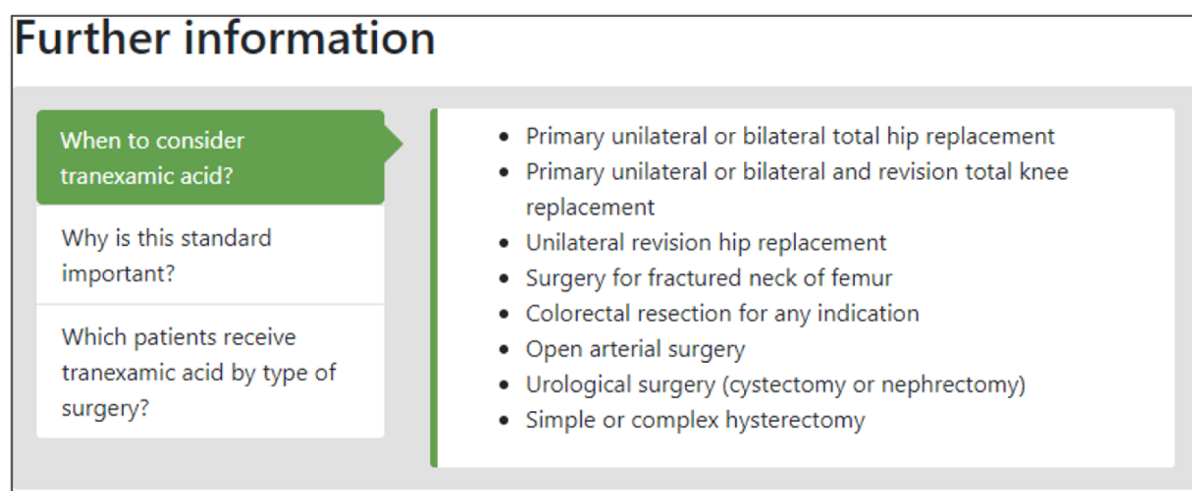 Further information
When to consider
tranexamic acid?
Why is this standard
important?
Which patients receive
tranexamic acid by type of
surgery?
• Primary unilateral or bilateral total hip replacement
• Primary unilateral or bilateral and revision total knee
replacement
• Unilateral revision hip replacement
• Surgery for fractured neck of femur
• Colorectal resection for any indication
• Open arterial surgery
• Urological surgery (cystectomy or nephrectomy)
• Simple or complex hysterectomy